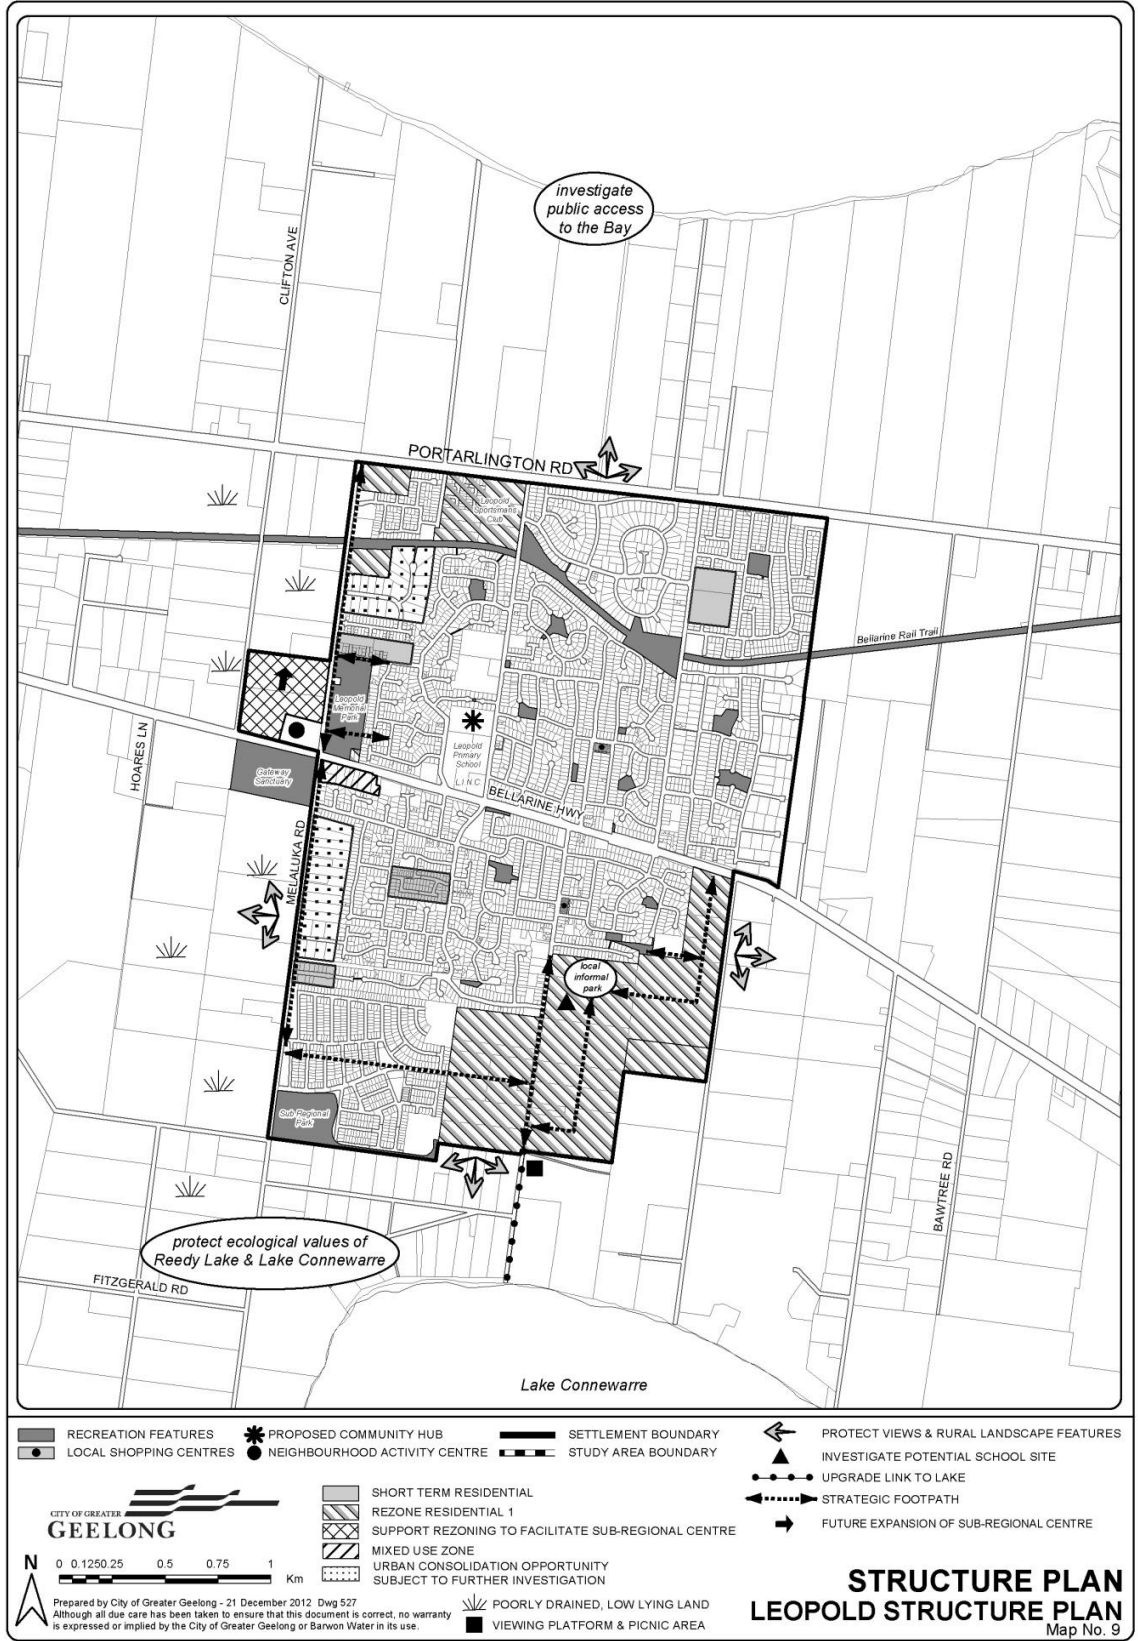 investigate
public access
to the Bay
CLIFTON AVE
PORTARLINGTON RD
Leopold
Sportsmans
Club
Bellarine Rail Trail
Leopold
Memorial
Park
HOARES LN
Leopold
Primary
School
L.I.N.C
Gateway
Sanctuary
BELLARINE HWY
MELALUKA RD
local
informal
park
Sub Regional
Park
BAWTREE RD
protect ecological values of
Reedy Lake & Lake Connewarre
FITZGERALD RD
Lake Connewarre
RECREATION FEATURES
LOCAL SHOPPING CENTRES
PROPOSED COMMUNITY HUB
NEIGHBOURHOOD ACTIVITY CENTRE
SETTLEMENT BOUNDARY
STUDY AREA BOUNDARY
PROTECT VIEWS & RURAL LANDSCAPE FEATURES
INVESTIGATE POTENTIAL SCHOOL SITE
UPGRADE LINK TO LAKE
STRATEGIC FOOTPATH
FUTURE EXPANSION OF SUB-REGIONAL CENTRE
CITY OF GREATER
GEELONG
SHORT TERM RESIDENTIAL
REZONE RESIDENTIAL 1
SUPPORT REZONING TO FACILITATE SUB-REGIONAL CENTRE
MIXED USE ZONE
URBAN CONSOLIDATION OPPORTUNITY
SUBJECT TO FURTHER INVESTIGATION
POORLY DRAINED, LOW LYING LAND
VIEWING PLATFORM & PICNIC AREA
N
0 0.1250.25 0.5 0.75 1
Km
Prepared by City of Greater Geelong - 21 December 2012 Dwg 527
Although all due care has been taken to ensure that this document is correct, no warranty
is expressed or implied by the City of Greater Geelong or Barwon Water in its use.
STRUCTURE PLAN
LEOPOLD STRUCTURE PLAN
Map No. 9